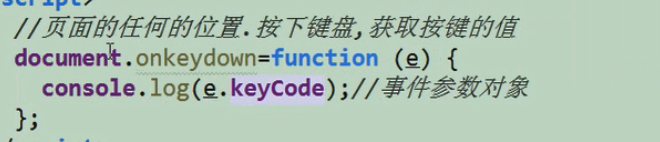 script>
//页面的任何的位置.按下键盘,获取按键的值
document.onkeydown=function (e) {
console.log(e.keyCode);//事件参数对象
};